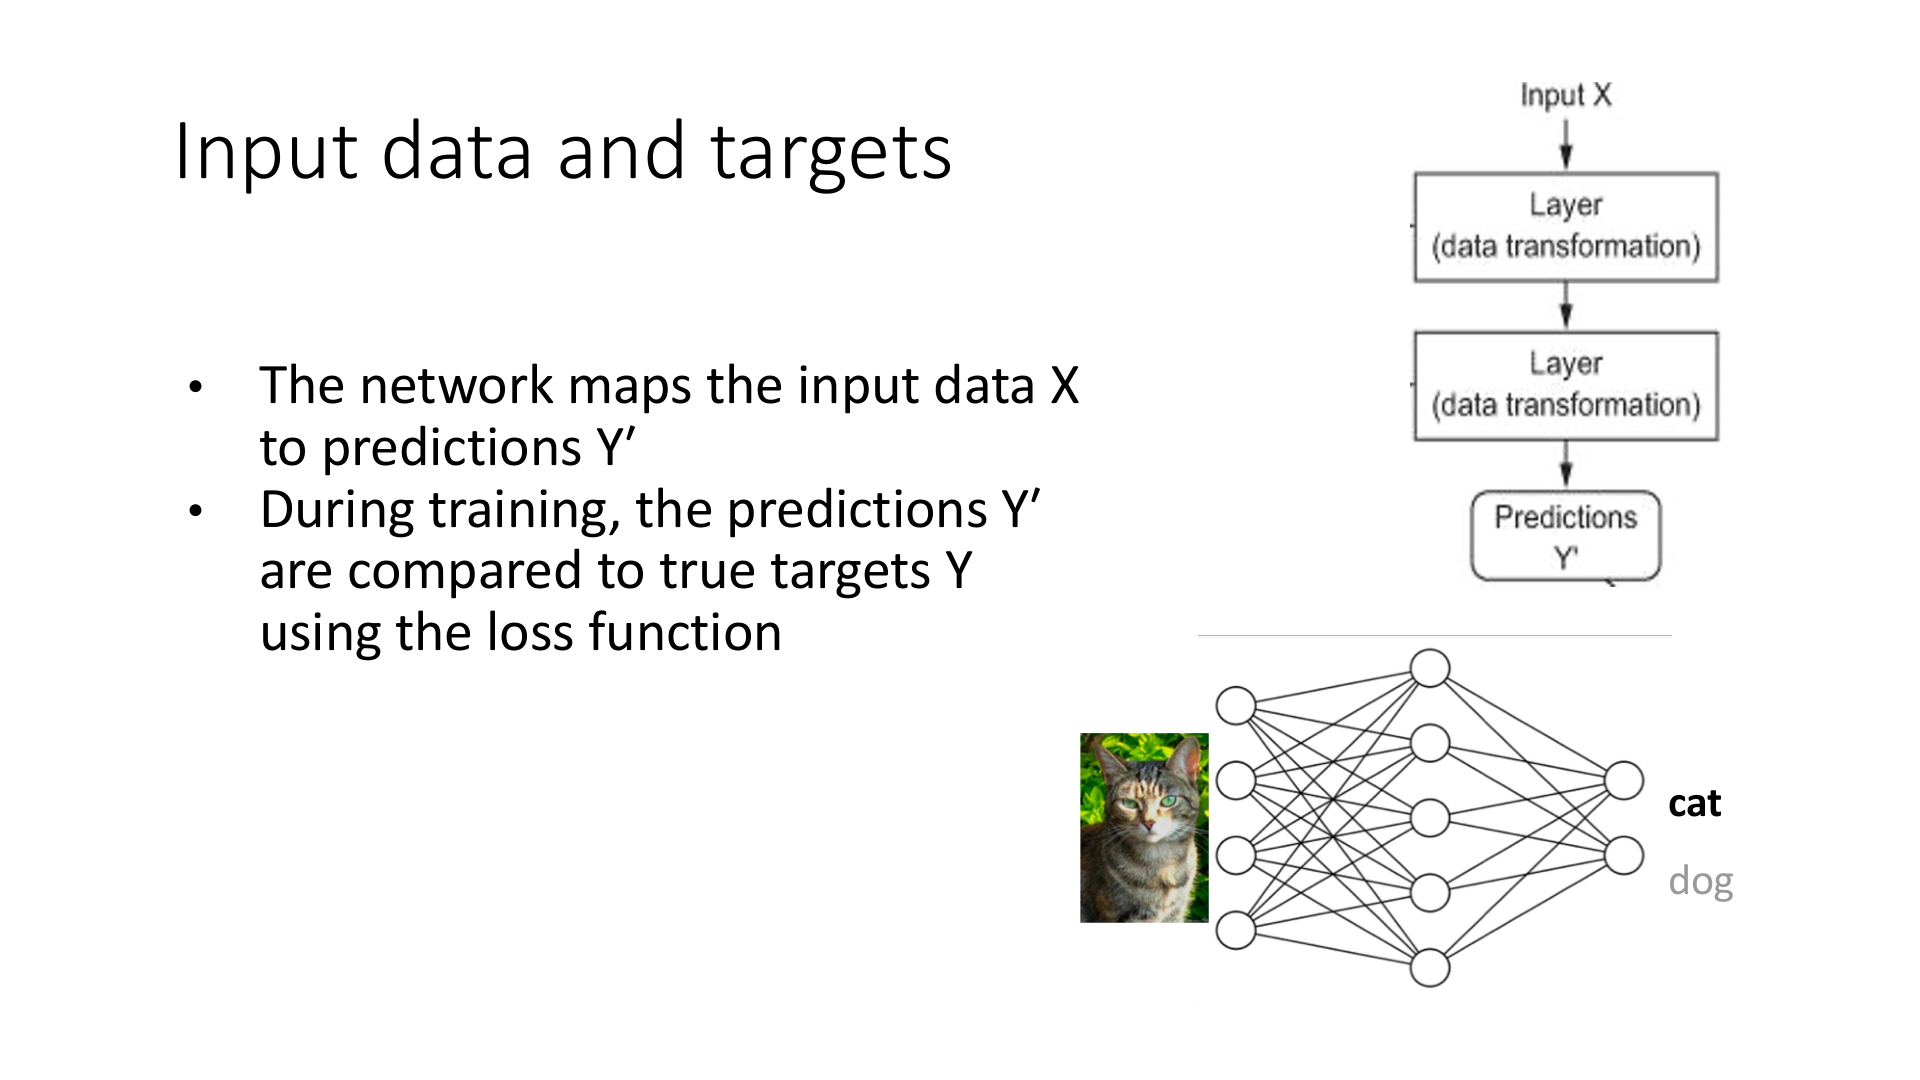 Input data and targets
• The network maps the input data X
to predictions Y′
• During training, the predictions Y′
are compared to true targets Y
using the loss function
Input X
Layer
(data transformation)
Layer
(data transformation)
Predictions
Y'
cat
dog